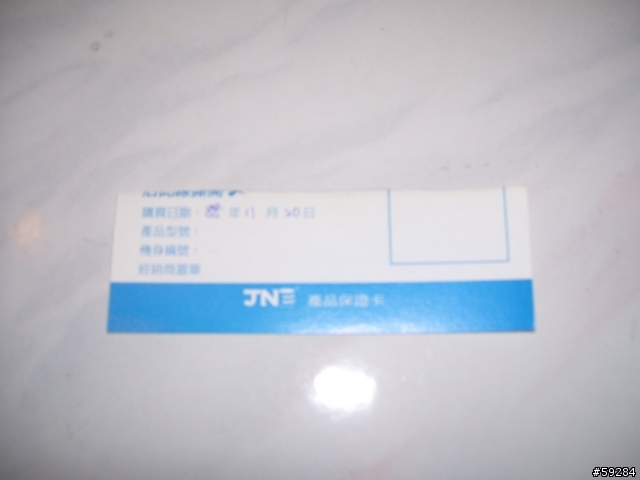 購買日期： 年 11 月 20 日
產品型號：
機身編號：
經銷商蓋章
JNE 產品保證卡
#59284